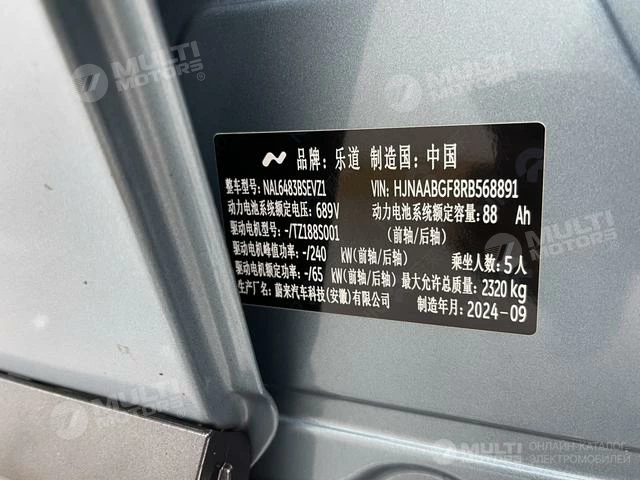 MULTI
MOTORS®
MULTI
MOTORS
品牌：乐道 制造国：中国
整车型号：NAL6483BSEVZ1 VIN：HJNAABGF8RB568891
动力电池系统额定电压：689V 动力电池系统额定容量：88 Ah
驱动电机型号：-/TZ188S001 （前轴/后轴）
驱动电机峰值功率：-/240 kW（前轴/后轴） 乘坐人数：5人
驱动电机额定功率：-/65 kW（前轴/后轴） 最大允许总质量：2320kg
生产厂名：蔚来汽车科技（安徽）有限公司 制造年月：2024-09
MULTI
MOTORS
MULTI
MOTORS
ОНЛАЙН-КАТАЛОГ
ЭЛЕКТРОМОБИЛЕЙ